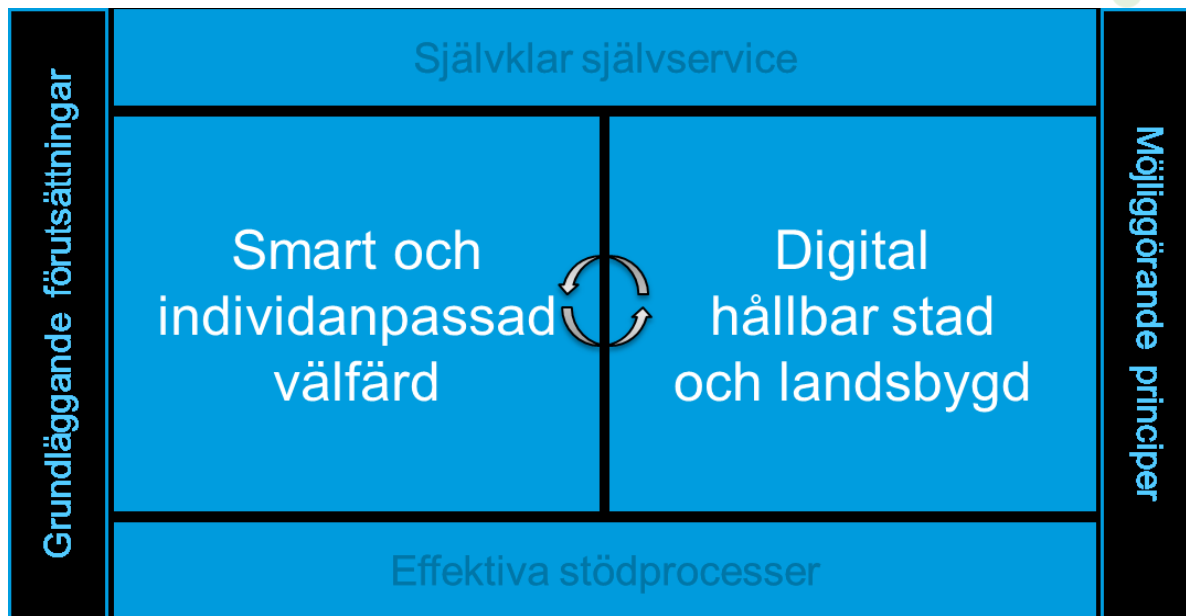 Självklar självservice
Grundläggande förutsättningar
Smart och
individanpassad
välfärd
Digital
hållbar stad
och landsbygd
Möjliggörande principer
Effektiva stödprocesser